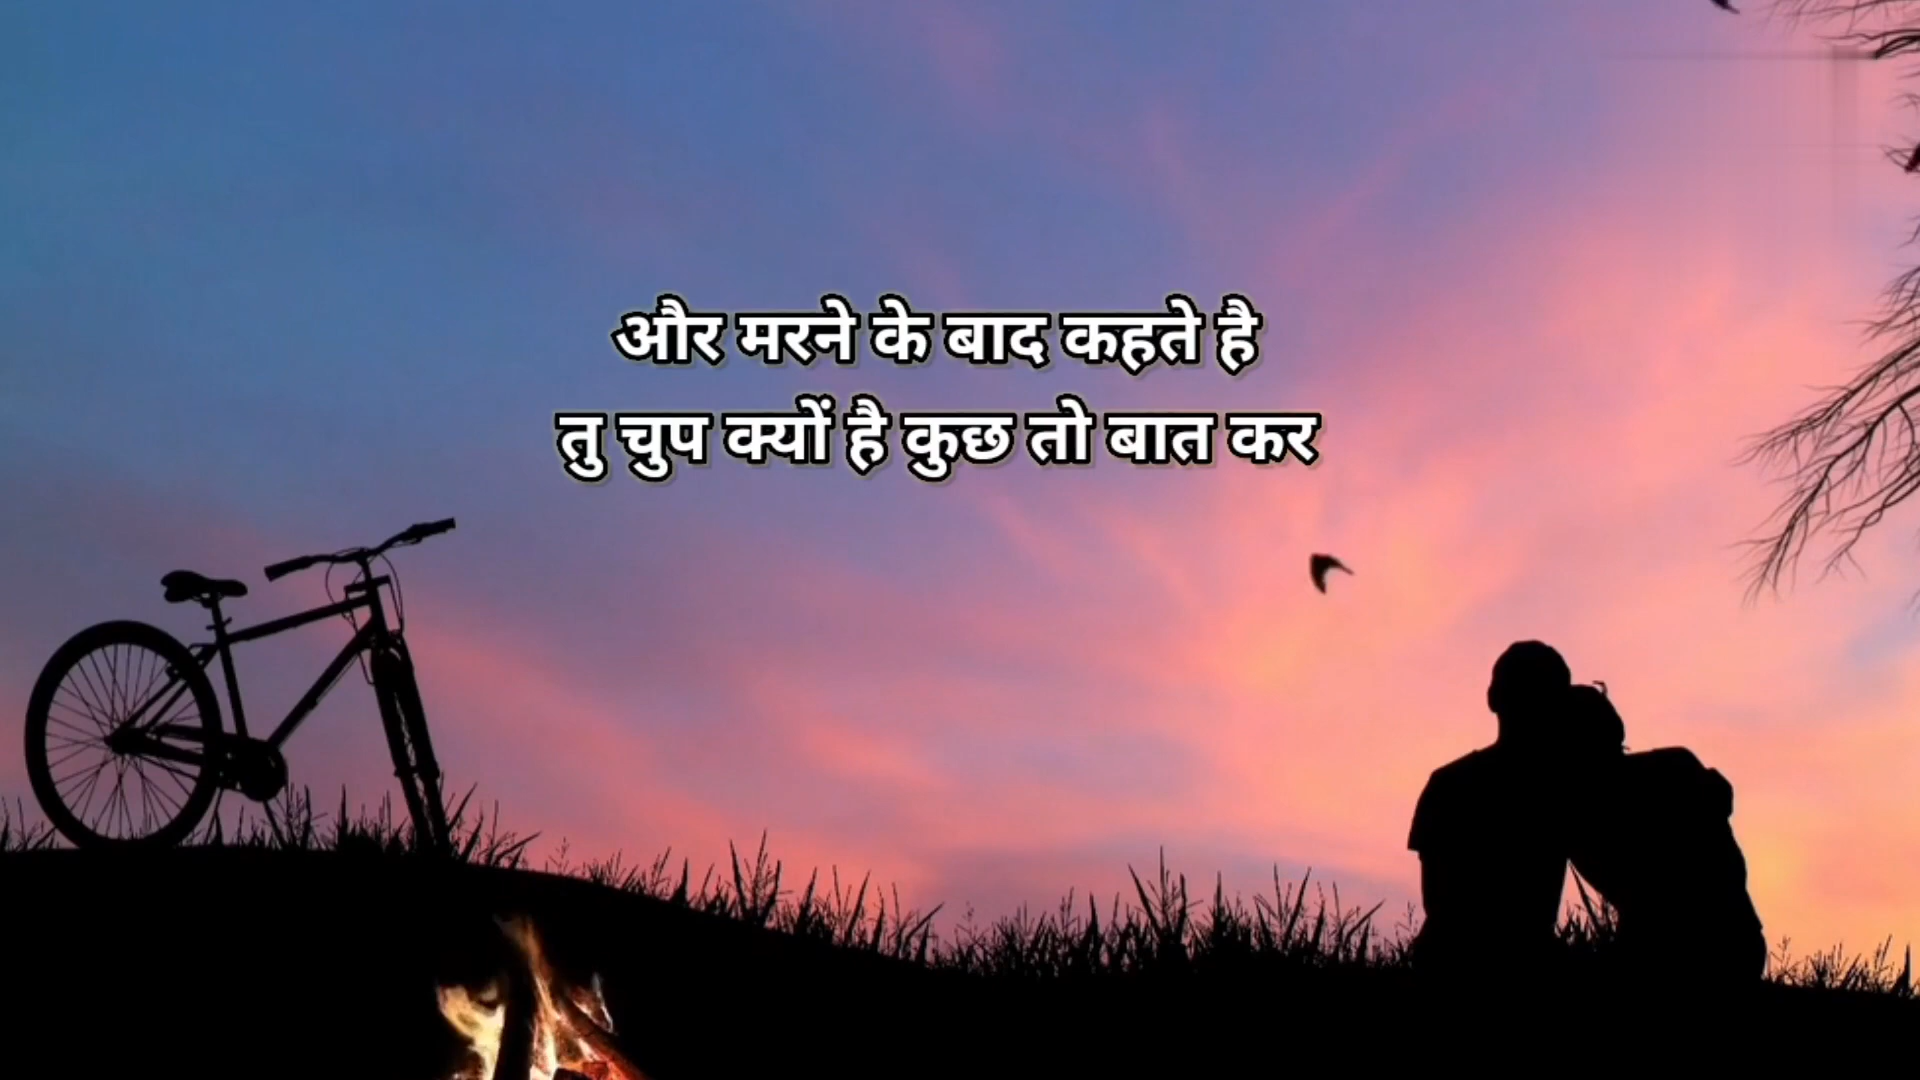 और मरने के बाद कहते है
तु चुप क्यों है कुछ तो बात कर